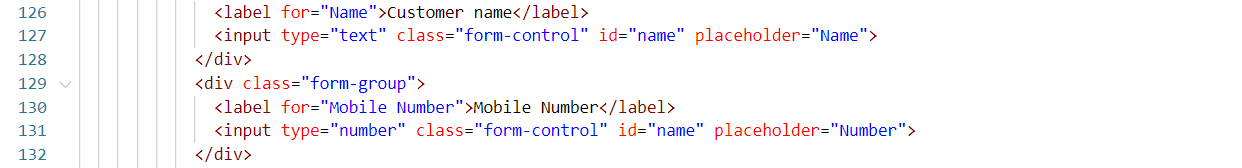 126 <label for="Name">Customer name</label>
127 <input type="text" class="form-control" id="name" placeholder="Name">
128 </div>
129 <div class="form-group">
130 <label for="Mobile Number">Mobile Number</label>
131 <input type="number" class="form-control" id="name" placeholder="Number">
132 </div>